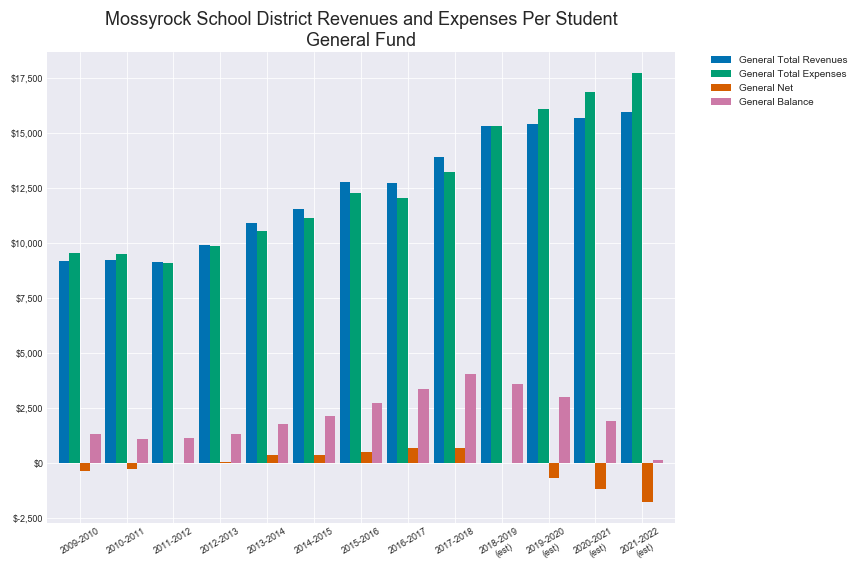 Mossyrock School District Revenues and Expenses Per Student
General Fund
General Total Revenues
General Total Expenses
General Net
General Balance
$17,500
$15,000
$12,500
$10,000
$7,500
$5,000
$2,500
$0
$-2,500
2009-2010
2010-2011
2011-2012
2012-2013
2013-2014
2014-2015
2015-2016
2016-2017
2017-2018
2018-2019
(est)
2019-2020
(est)
2020-2021
(est)
2021-2022
(est)